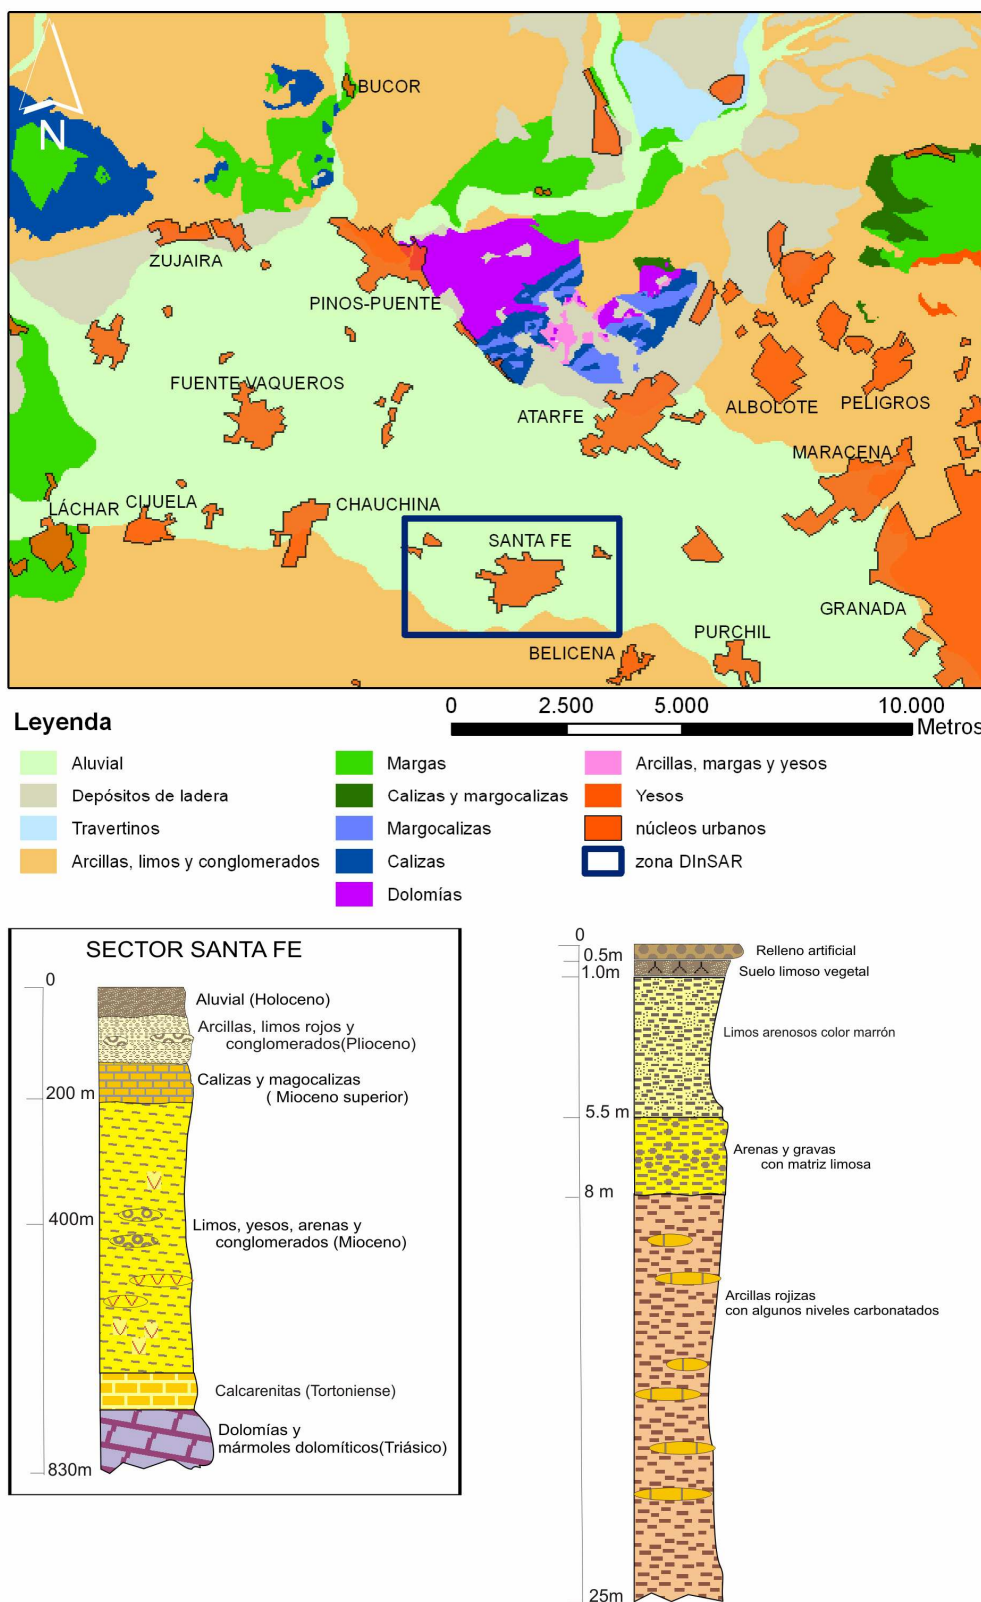 N
BUCOR
ZUJAIRA
PINOS-PUENTE
FUENTE-VAQUEROS
ATARFE
ALBOLOTE
PELIGROS
MARACENA
LÁCHAR
CIJUELA
CHAUCHINA
SANTA FE
GRANADA
PURCHIL
BELICENA
0 2.500 5.000 10.000
Metros
Leyenda
Aluvial
Depósitos de ladera
Travertinos
Arcillas, limos y conglomerados
Margas
Calizas y margocalizas
Margocalizas
Calizas
Dolomías
Arcillas, margas y yesos
Yesos
núcleos urbanos
zona DInSAR
SECTOR SANTA FE
0
Aluvial (Holoceno)
Arcillas, limos rojos y
conglomerados(Plioceno)
Calizas y magocalizas
200 m
( Mioceno superior)
400m
Limos, yesos, arenas y
conglomerados (Mioceno)
Calcarenitas (Tortoniense)
Dolomías y
mármoles dolomíticos(Triásico)
830m
0
Relleno artificial
0.5m
Suelo limoso vegetal
1.0m
Limos arenosos color marrón
5.5 m
Arenas y gravas
con matriz limosa
8 m
Arcillas rojizas
con algunos niveles carbonatados
25m